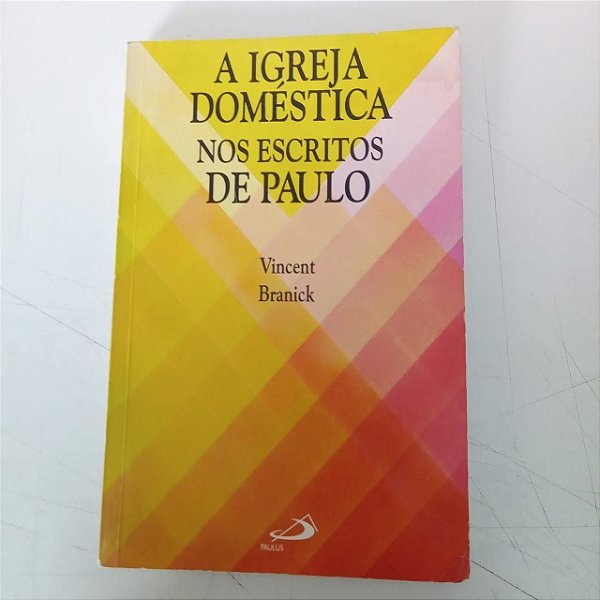 A IGREJA
DOMÉSTICA
NOS ESCRITOS
DE PAULO
Vincent
Branick
PAULUS